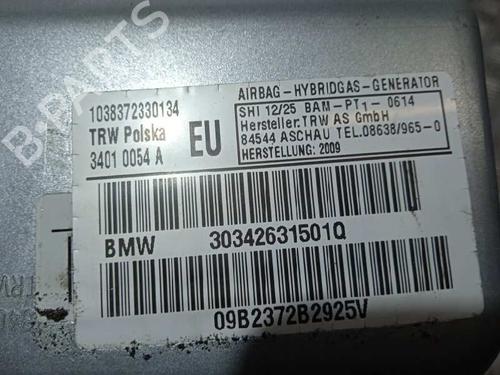 B-PARTS
1038372330134
TRW Polska
3401 0054 A
EU
AIRBAG-HYBRIDGAS-GENERATOR
SHI 12/25 BAM-PT1-0614
Hersteller:TRW AS GmbH
84544 ASCHAU TEL.08638/965-0
HERSTELLUNG: 2009
BMW 30342631501Q
09B2372B2925V